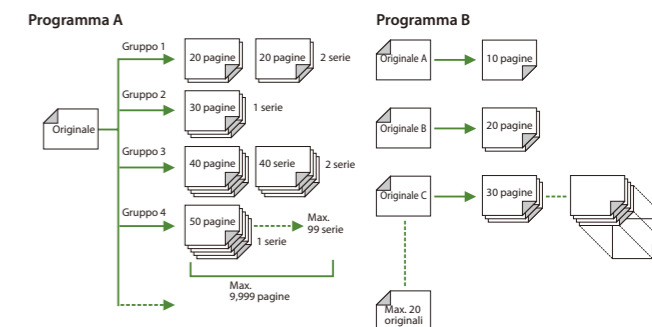 Programma A
Gruppo 1
20 pagine
20 pagine
2 serie
Gruppo 2
30 pagine
1 serie
Originale
Gruppo 3
40 pagine
40 serie
2 serie
Gruppo 4
50 pagine
1 serie
Max.
99 serie
Max.
9,999 pagine
Programma B
Originale A
10 pagine
Originale B
20 pagine
Originale C
30 pagine
Max. 20
originali